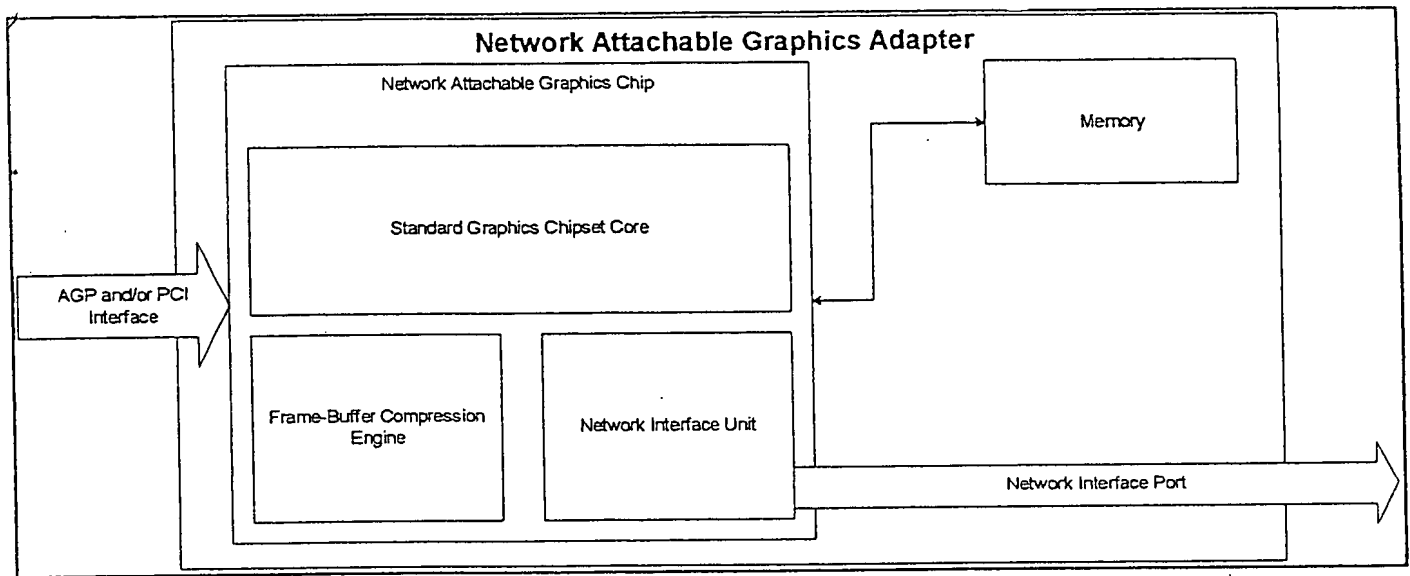 Network Attachable Graphics Adapter
Network Attachable Graphics Chip
Memory
Standard Graphics Chipset Core
AGP and/or PCI
Interface
Frame-Buffer Compression
Engine
Network Interface Unit
Network Interface Port